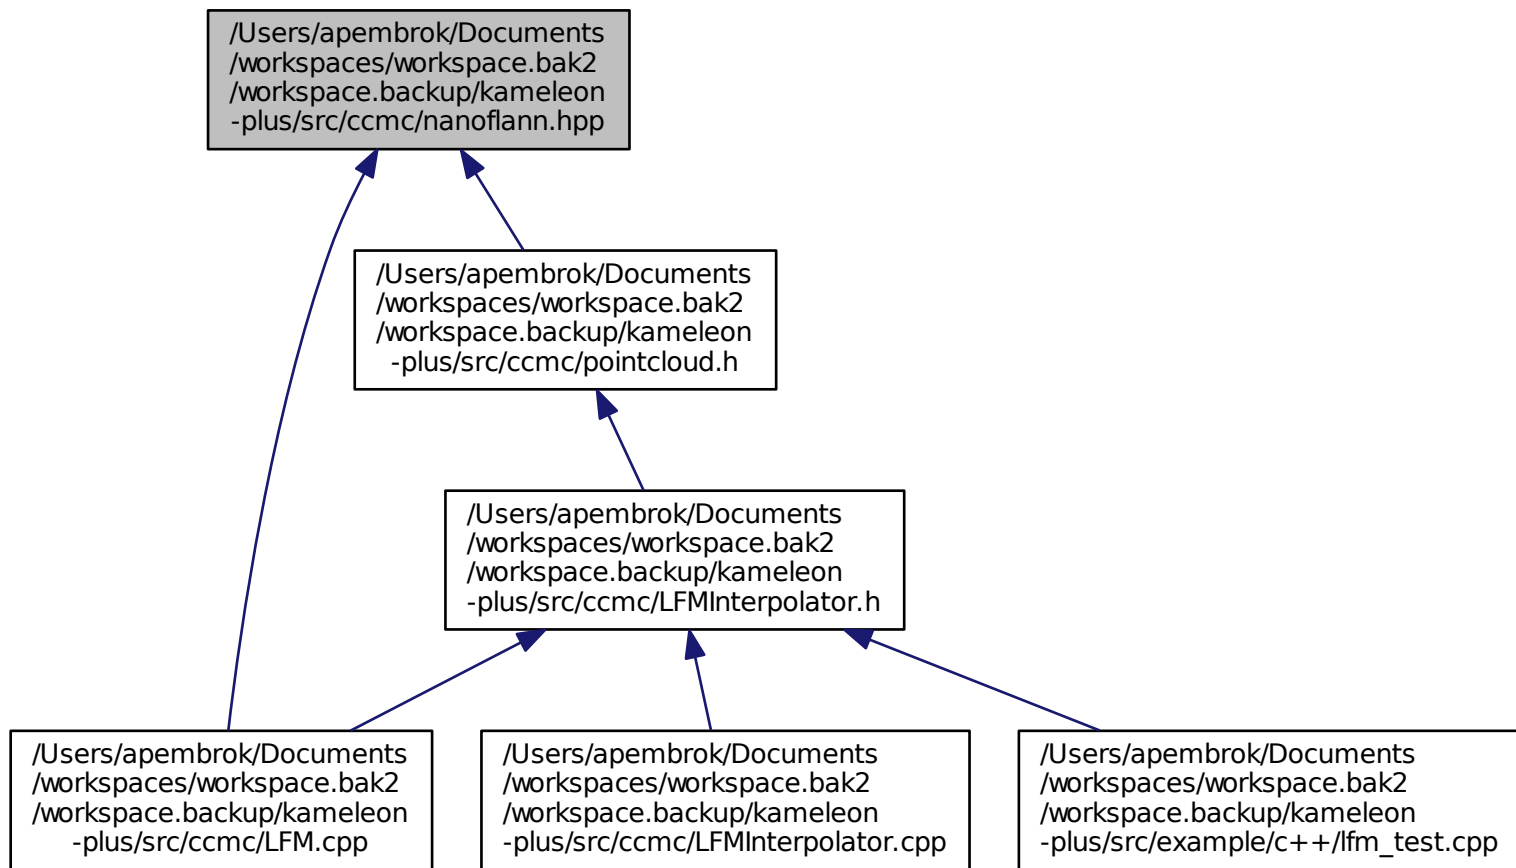 /Users/apembrok/Documents
/workspaces/workspace.bak2
/workspace.backup/kameleon
-plus/src/ccmc/nanoflann.hpp
/Users/apembrok/Documents
/workspaces/workspace.bak2
/workspace.backup/kameleon
-plus/src/ccmc/pointcloud.h
/Users/apembrok/Documents
/workspaces/workspace.bak2
/workspace.backup/kameleon
-plus/src/ccmc/LFMInterpolator.h
/Users/apembrok/Documents
/workspaces/workspace.bak2
/workspace.backup/kameleon
-plus/src/ccmc/LFM.cpp
/Users/apembrok/Documents
/workspaces/workspace.bak2
/workspace.backup/kameleon
-plus/src/ccmc/LFMInterpolator.cpp
/Users/apembrok/Documents
/workspaces/workspace.bak2
/workspace.backup/kameleon
-plus/src/example/c++/lfm_test.cpp